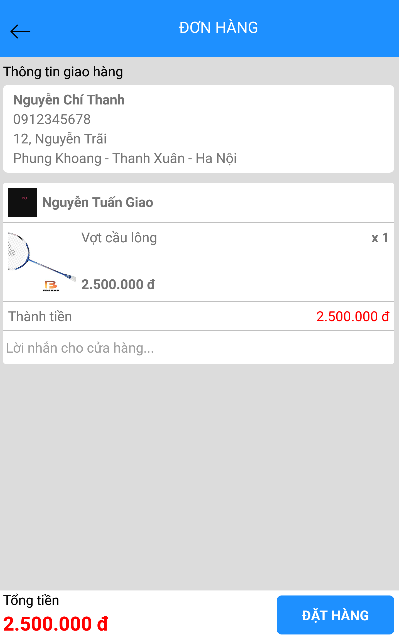 ĐƠN HÀNG
Thông tin giao hàng
Nguyễn Chí Thanh
0912345678
12, Nguyễn Trãi
Phung Khoang - Thanh Xuân - Ha Nội
Nguyễn Tuấn Giao
Vợt cầu lông x 1
2.500.000 đ
Thành tiền 2.500.000 đ
Lời nhắn cho cửa hàng...
Tổng tiền
2.500.000 đ
ĐẶT HÀNG